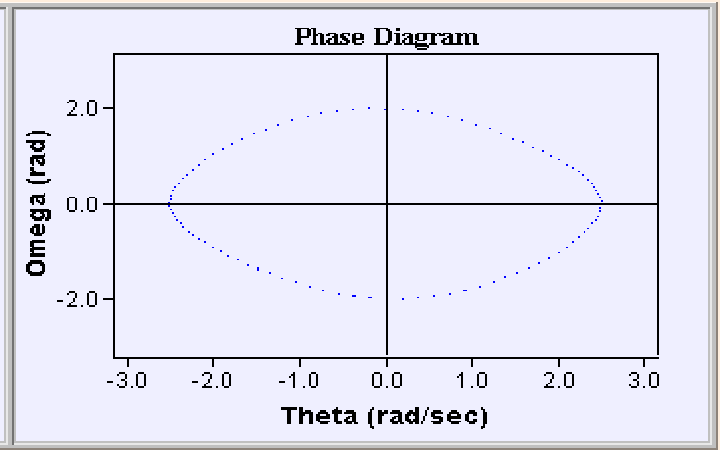 Phase Diagram
2.0
0.0
-2.0
Omega (rad)
-3.0 -2.0 -1.0 0.0 1.0 2.0 3.0
Theta (rad/sec)